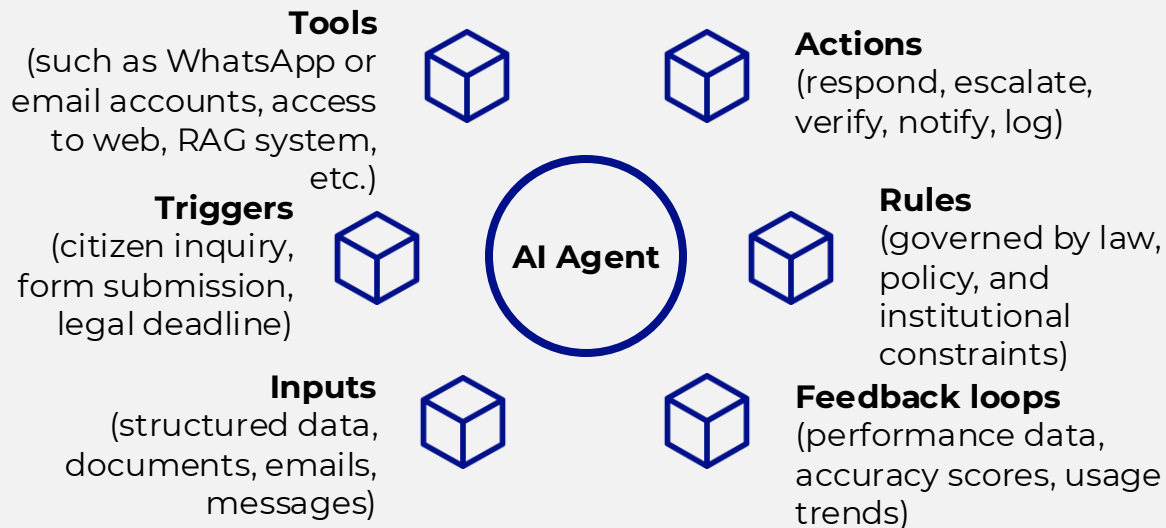 Tools
(such as WhatsApp or
email accounts, access
to web, RAG system,
etc.)
Triggers
(citizen inquiry,
form submission,
legal deadline)
Inputs
(structured data,
documents, emails,
messages)
AI Agent
Actions
(respond, escalate,
verify, notify, log)
Rules
(governed by law,
policy, and
institutional
constraints)
Feedback loops
(performance data,
accuracy scores, usage
trends)